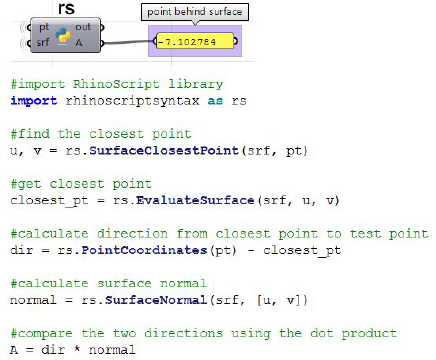 rs
point behind surface
pt out
srf A
-7.102784
#import RhinoScript library
import rhinoscriptsyntax as rs
#find the closest point
u, v = rs.SurfaceClosestPoint(srf, pt)
#get closest point
closest_pt = rs.EvaluateSurface(srf, u, v)
#calculate direction from closest point to test point
dir = rs.PointCoordinates(pt) - closest_pt
#calculate surface normal
normal = rs.SurfaceNormal(srf, [u, v])
#compare the two directions using the dot product
A = dir * normal